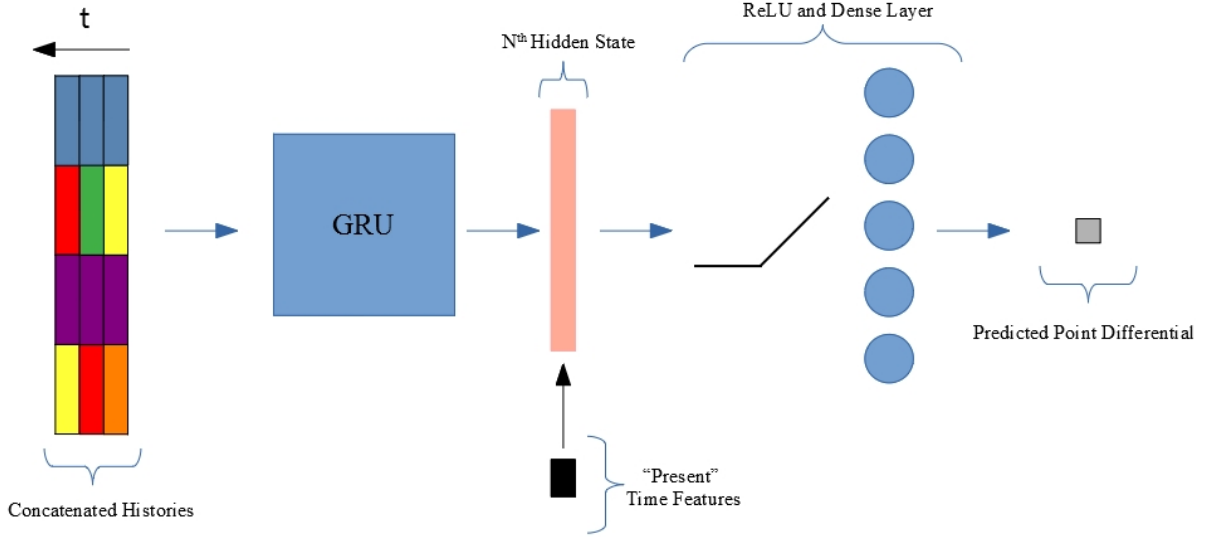 t
ReLU and Dense Layer
Nth Hidden State
GRU
Predicted Point Differential
“Present”
Time Features
Concatenated Histories